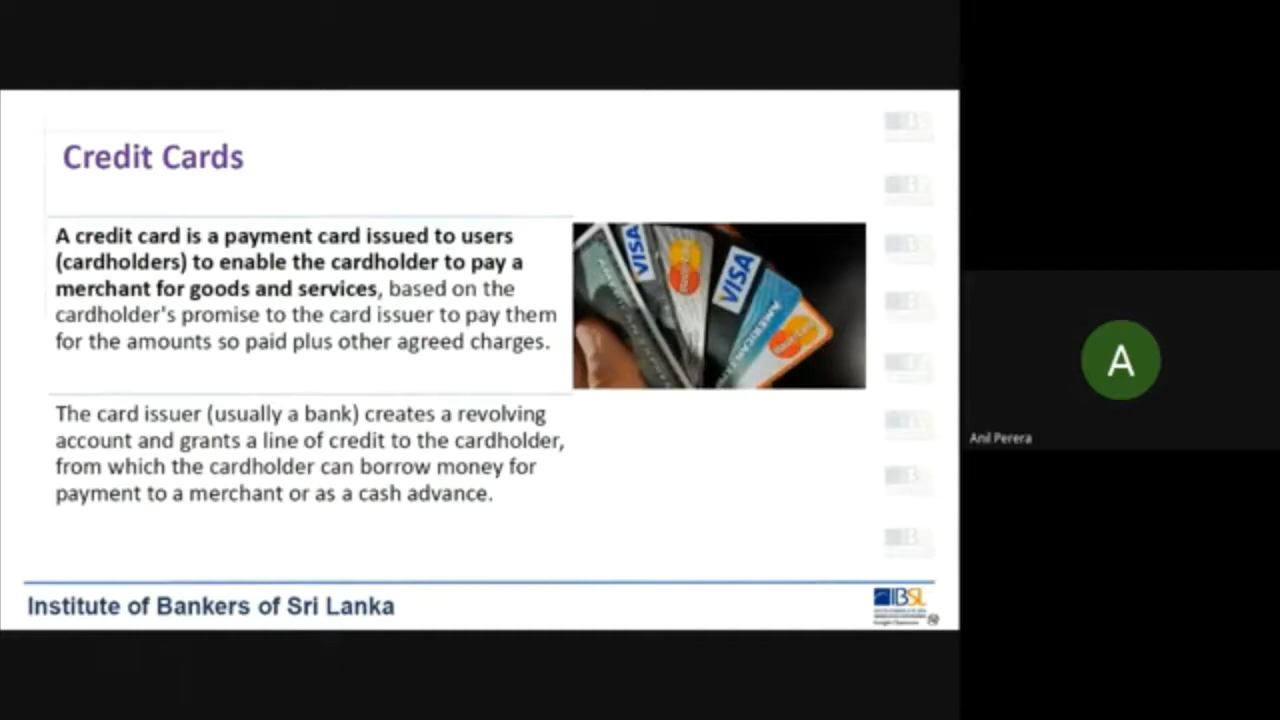 Credit Cards
A credit card is a payment card issued to users
(cardholders) to enable the cardholder to pay a
merchant for goods and services, based on the
cardholder's promise to the card issuer to pay them
for the amounts so paid plus other agreed charges.
VISA
VISA
AMERICAN
The card issuer (usually a bank) creates a revolving
account and grants a line of credit to the cardholder,
from which the cardholder can borrow money for
payment to a merchant or as a cash advance.
Institute of Bankers of Sri Lanka
IBSL
A
Anil Perera